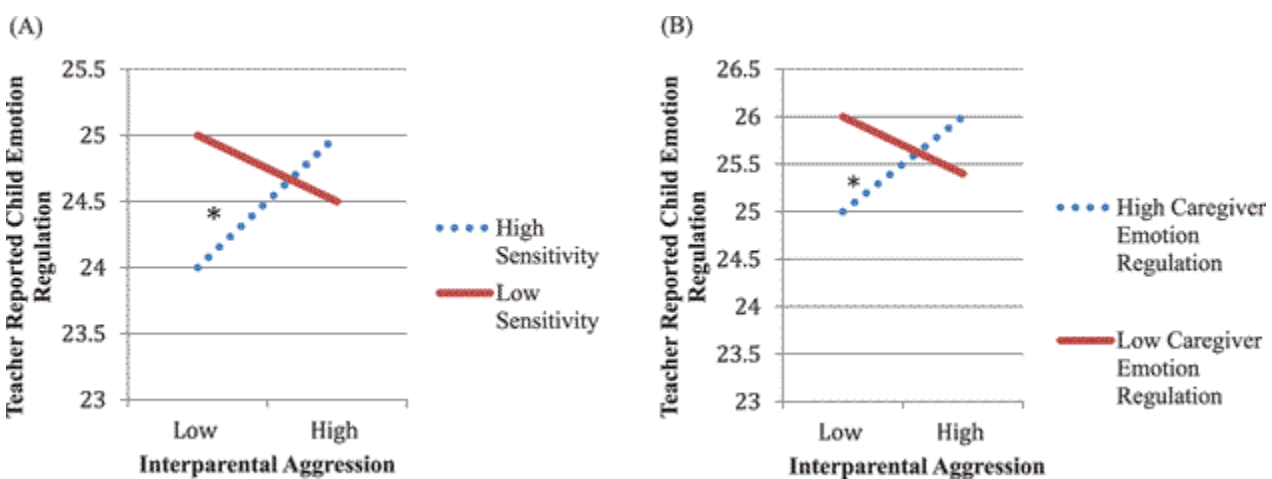 (A)
Teacher Reported Child Emotion
Regulation
25.5
25
24.5
24
23.5
23
*
Low
High
Interparental Aggression
High
Sensitivity
Low
Sensitivity
(B)
Teacher Reported Child Emotion
Regulation
26.5
26
25.5
25
24.5
24
23.5
23
*
Low
High
Interparental Aggression
High Caregiver
Emotion
Regulation
Low Caregiver
Emotion
Regulation